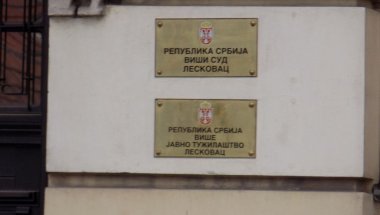 РЕПУБЛИКА СРБИЈА
ВИШИ СУД
ЛЕСКОВАЦ
РЕПУБЛИКА СРБИЈА
ВИШЕ
ЈАВНО ТУЖИЛАШТВО
ЛЕСКОВАЦ